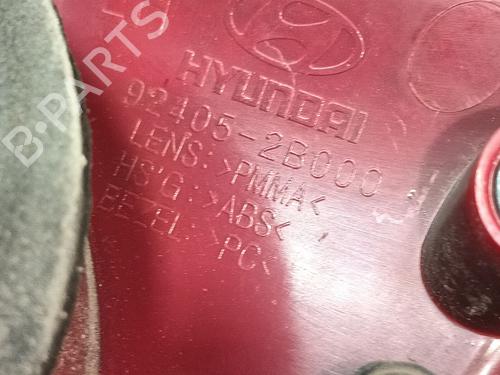 B-PARTS
HYUNDAI
92405-2B000
LENS: >PMMA<
HS'G: >ABS<
BEZEL: >PC<